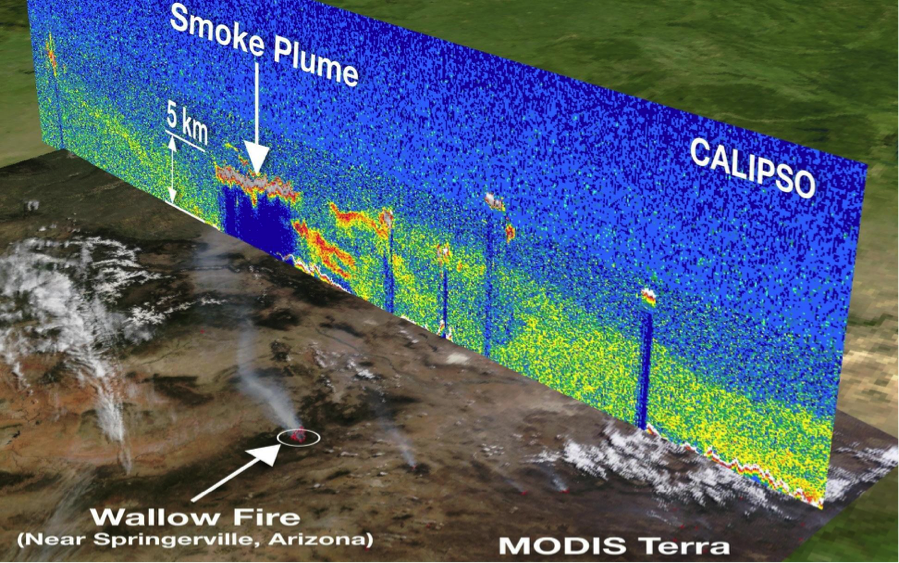 Smoke Plume
5 km
CALIPSO
Wallow Fire
(Near Springerville, Arizona)
MODIS Terra